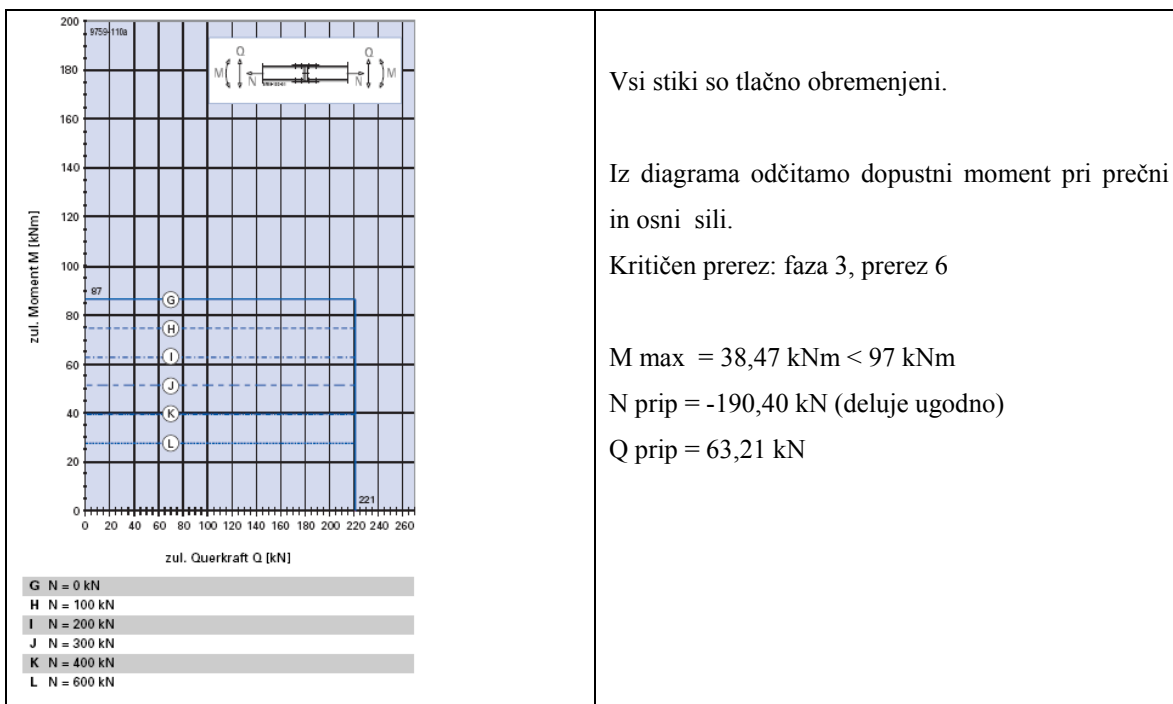 200
9759-110a
Q
Q
M
N
N
M
180
160
140
120
100
87
80
60
40
20
0
G
H
I
J
K
L
221
zul. Moment M [kNm]
0 20 40 60 80 100 120 140 160 180 200 220 240 260
zul. Querkraft Q [kN]
G N = 0 kN
H N = 100 kN
I N = 200 kN
J N = 300 kN
K N = 400 kN
L N = 600 kN
Vsi stiki so tlačno obremenjeni.
Iz diagrama odčitamo dopustni moment pri prečni
in osni sili.
Kritičen prerez: faza 3, prerez 6
M max = 38,47 kNm < 97 kNm
N prip = -190,40 kN (deluje ugodno)
Q prip = 63,21 kN